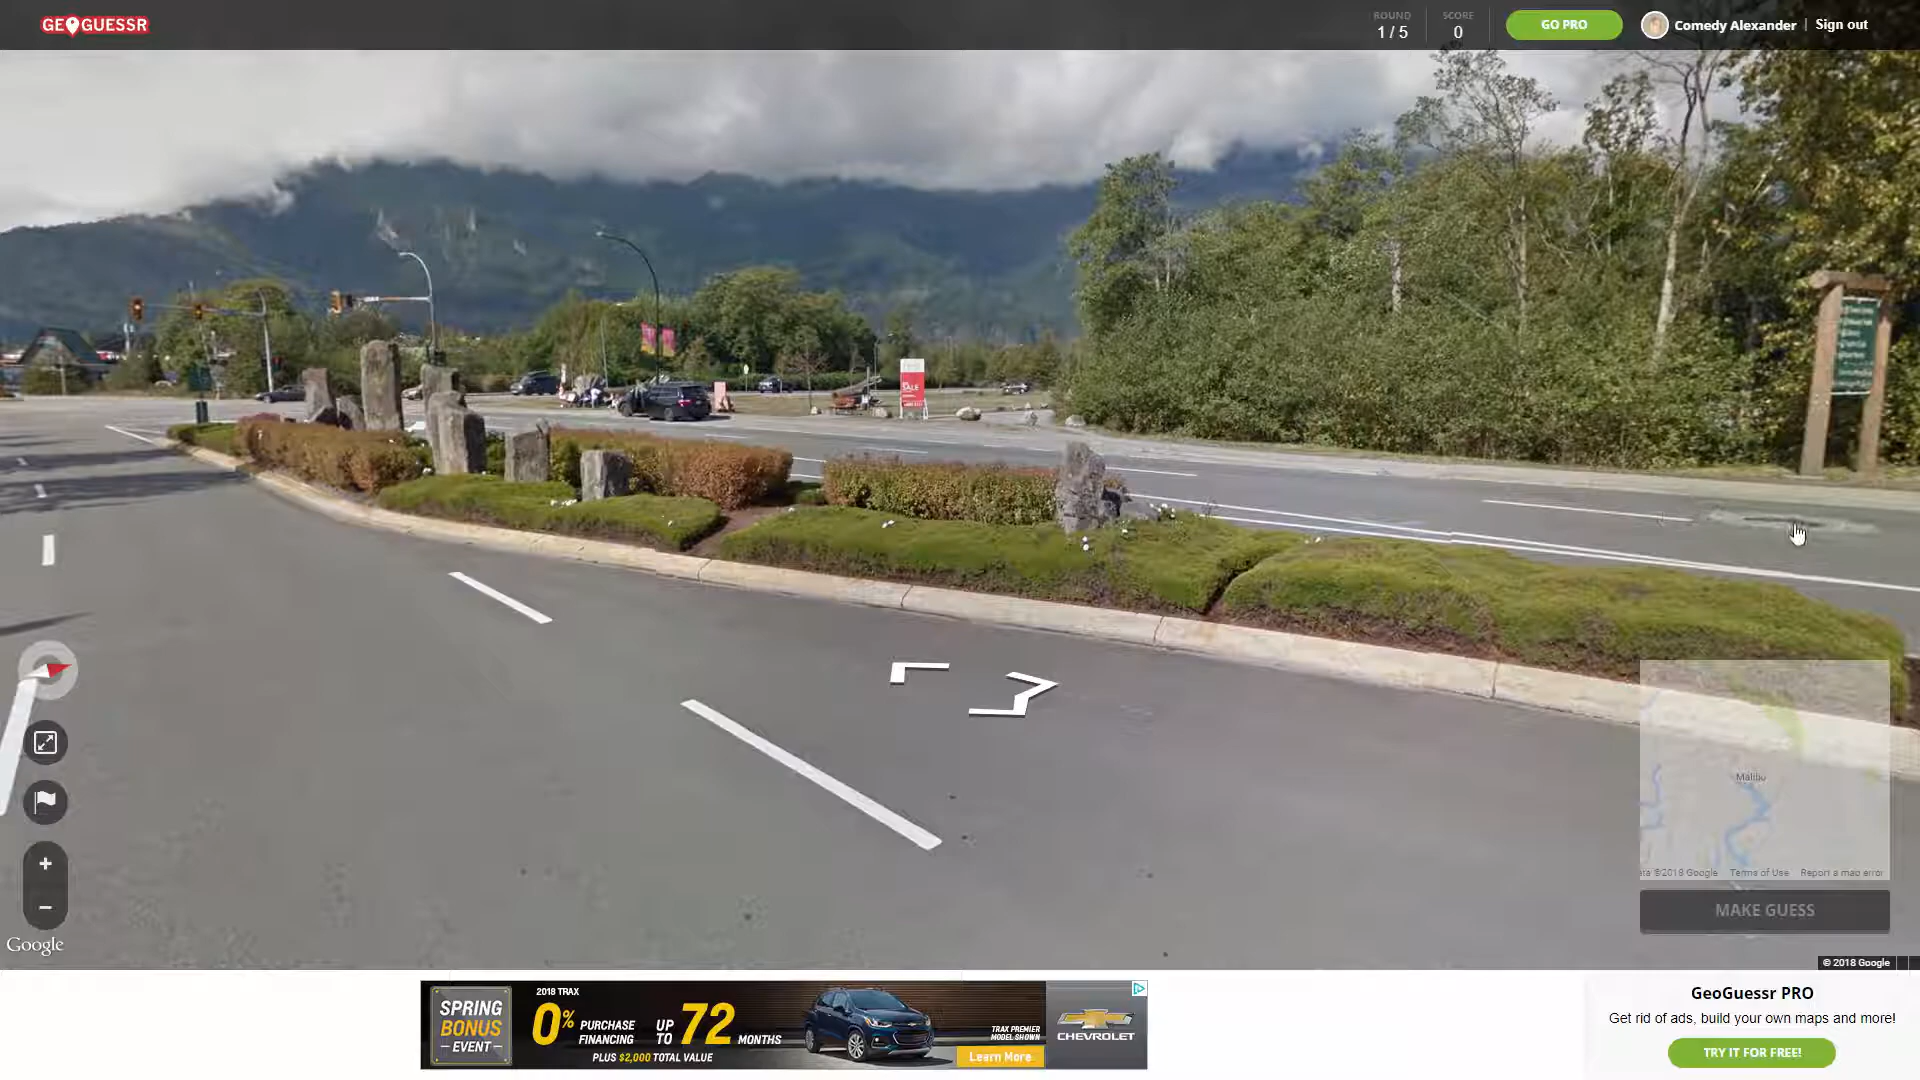 GEOGUESSR
ROUND
1 / 5
SCORE
0
GO PRO
Comedy Alexander
Sign out
SALE
Malibu
©2018 Google
Terms of Use
Report a map error
MAKE GUESS
Google
© 2018 Google
SPRING
BONUS
EVENT
2018 TRAX
0% PURCHASE FINANCING
UP TO 72 MONTHS
PLUS $2,000 TOTAL VALUE
TRAX PREMIER
MODEL SHOWN
Learn More
CHEVROLET
GeoGuessr PRO
Get rid of ads, build your own maps and more!
TRY IT FOR FREE!